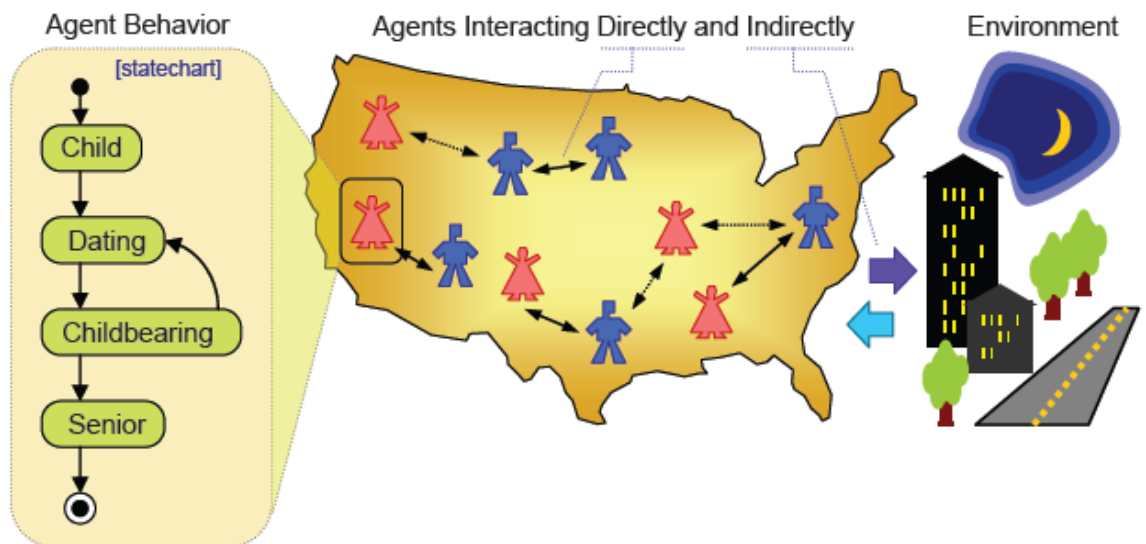 Agent Behavior
Agents Interacting Directly and Indirectly
Environment
[statechart]
Child
Dating
Childbearing
Senior